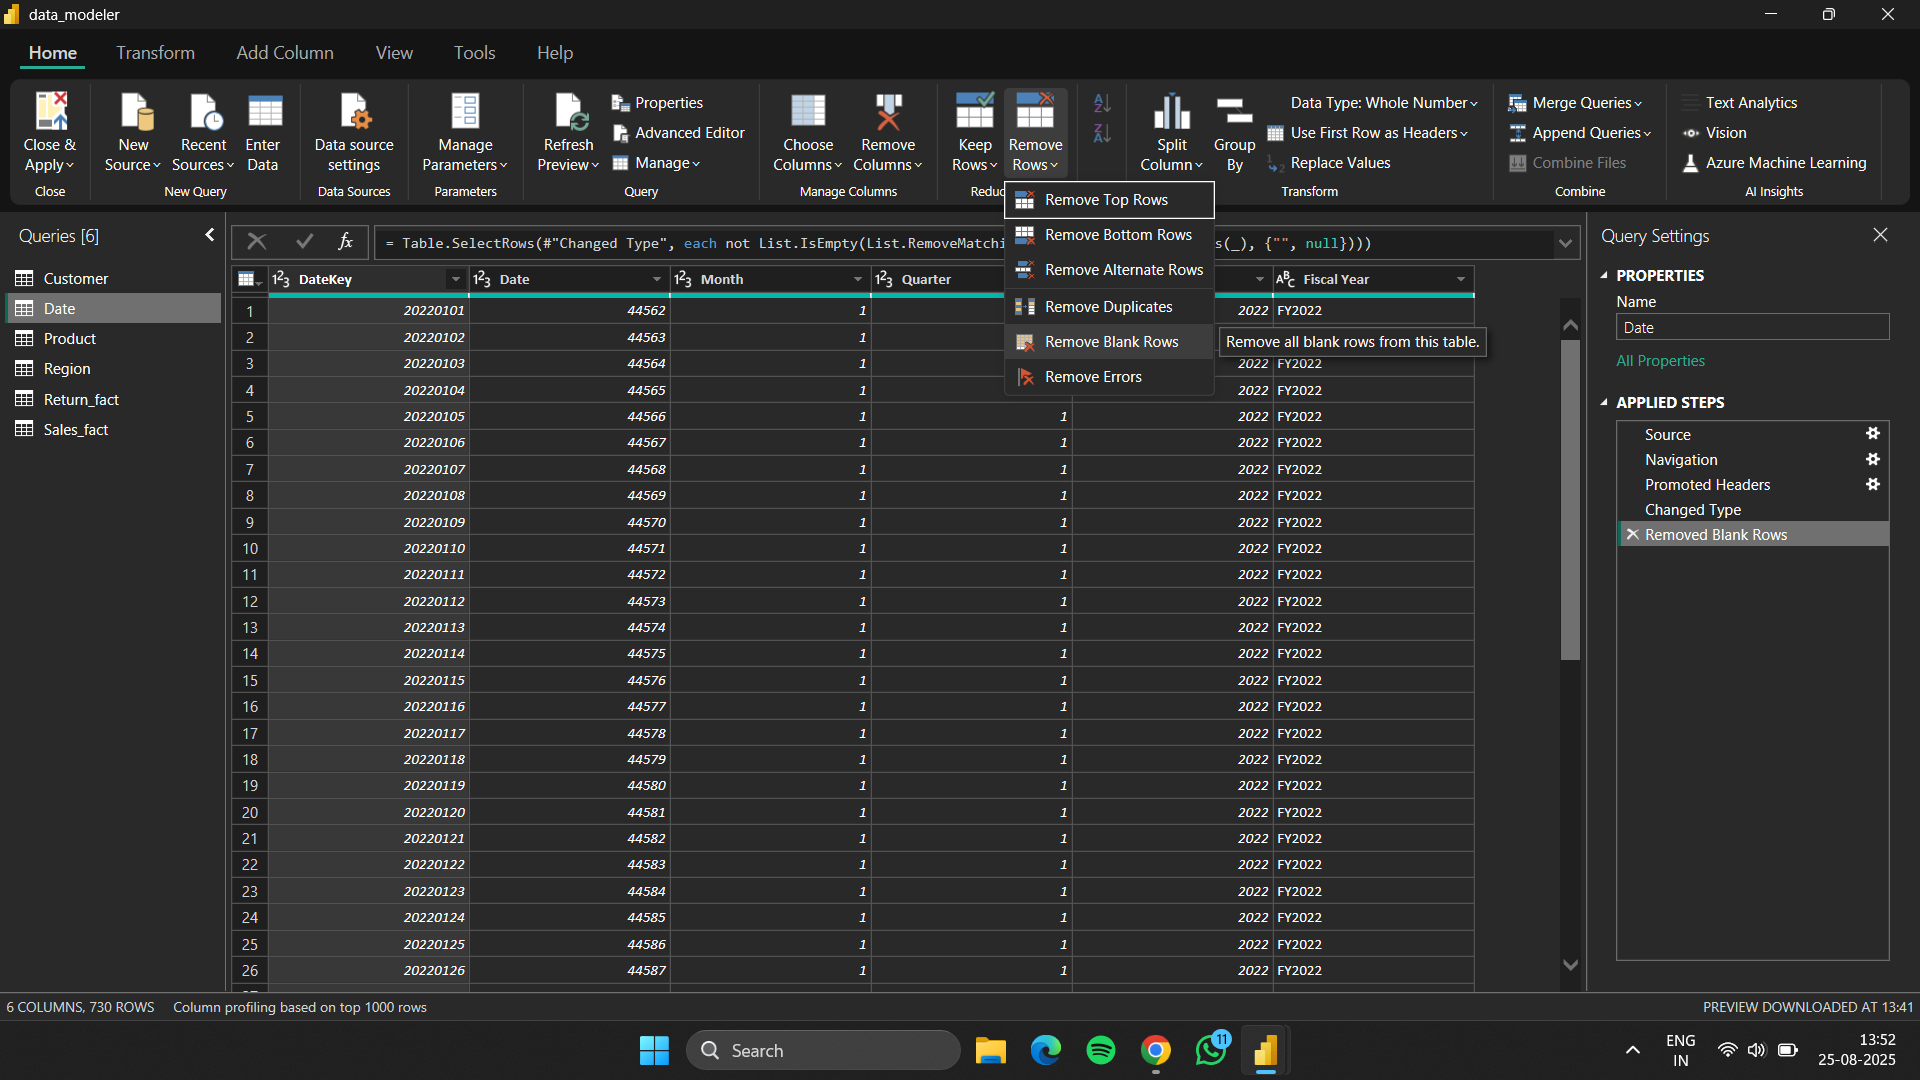 data_modeler
Home Transform Add Column View Tools Help
Close & Apply
Close
New Source
Recent Sources
Enter Data
New Query
Data source settings
Data Sources
Manage Parameters
Parameters
Refresh Preview
Properties
Advanced Editor
Manage
Query
Choose Columns
Remove Columns
Manage Columns
Keep Rows
Remove Rows
Reduc
Split Column
Group By
Data Type: Whole Number
Use First Row as Headers
Replace Values
Transform
Merge Queries
Append Queries
Combine Files
Combine
Text Analytics
Vision
Azure Machine Learning
AI Insights
Remove Top Rows
Remove Bottom Rows
Remove Alternate Rows
Remove Duplicates
Remove Blank Rows
Remove Errors
Remove all blank rows from this table.
Queries [6]
Customer
Date
Product
Region
Return_fact
Sales_fact
fx = Table.SelectRows(#"Changed Type", each not List.IsEmpty(List.RemoveMatchi s(_), {"", null})))
123 DateKey 123 Date 123 Month 123 Quarter ABC Fiscal Year
1 20220101 44562 1 2022 FY2022
2 20220102 44563 1
3 20220103 44564 1 2022 FY2022
4 20220104 44565 1 2022 FY2022
5 20220105 44566 1 1 2022 FY2022
6 20220106 44567 1 1 2022 FY2022
7 20220107 44568 1 1 2022 FY2022
8 20220108 44569 1 1 2022 FY2022
9 20220109 44570 1 1 2022 FY2022
10 20220110 44571 1 1 2022 FY2022
11 20220111 44572 1 1 2022 FY2022
12 20220112 44573 1 1 2022 FY2022
13 20220113 44574 1 1 2022 FY2022
14 20220114 44575 1 1 2022 FY2022
15 20220115 44576 1 1 2022 FY2022
16 20220116 44577 1 1 2022 FY2022
17 20220117 44578 1 1 2022 FY2022
18 20220118 44579 1 1 2022 FY2022
19 20220119 44580 1 1 2022 FY2022
20 20220120 44581 1 1 2022 FY2022
21 20220121 44582 1 1 2022 FY2022
22 20220122 44583 1 1 2022 FY2022
23 20220123 44584 1 1 2022 FY2022
24 20220124 44585 1 1 2022 FY2022
25 20220125 44586 1 1 2022 FY2022
26 20220126 44587 1 1 2022 FY2022
Query Settings
PROPERTIES
Name
Date
All Properties
APPLIED STEPS
Source
Navigation
Promoted Headers
Changed Type
Removed Blank Rows
6 COLUMNS, 730 ROWS Column profiling based on top 1000 rows
PREVIEW DOWNLOADED AT 13:41
Search
11
ENG
IN
13:52
25-08-2025